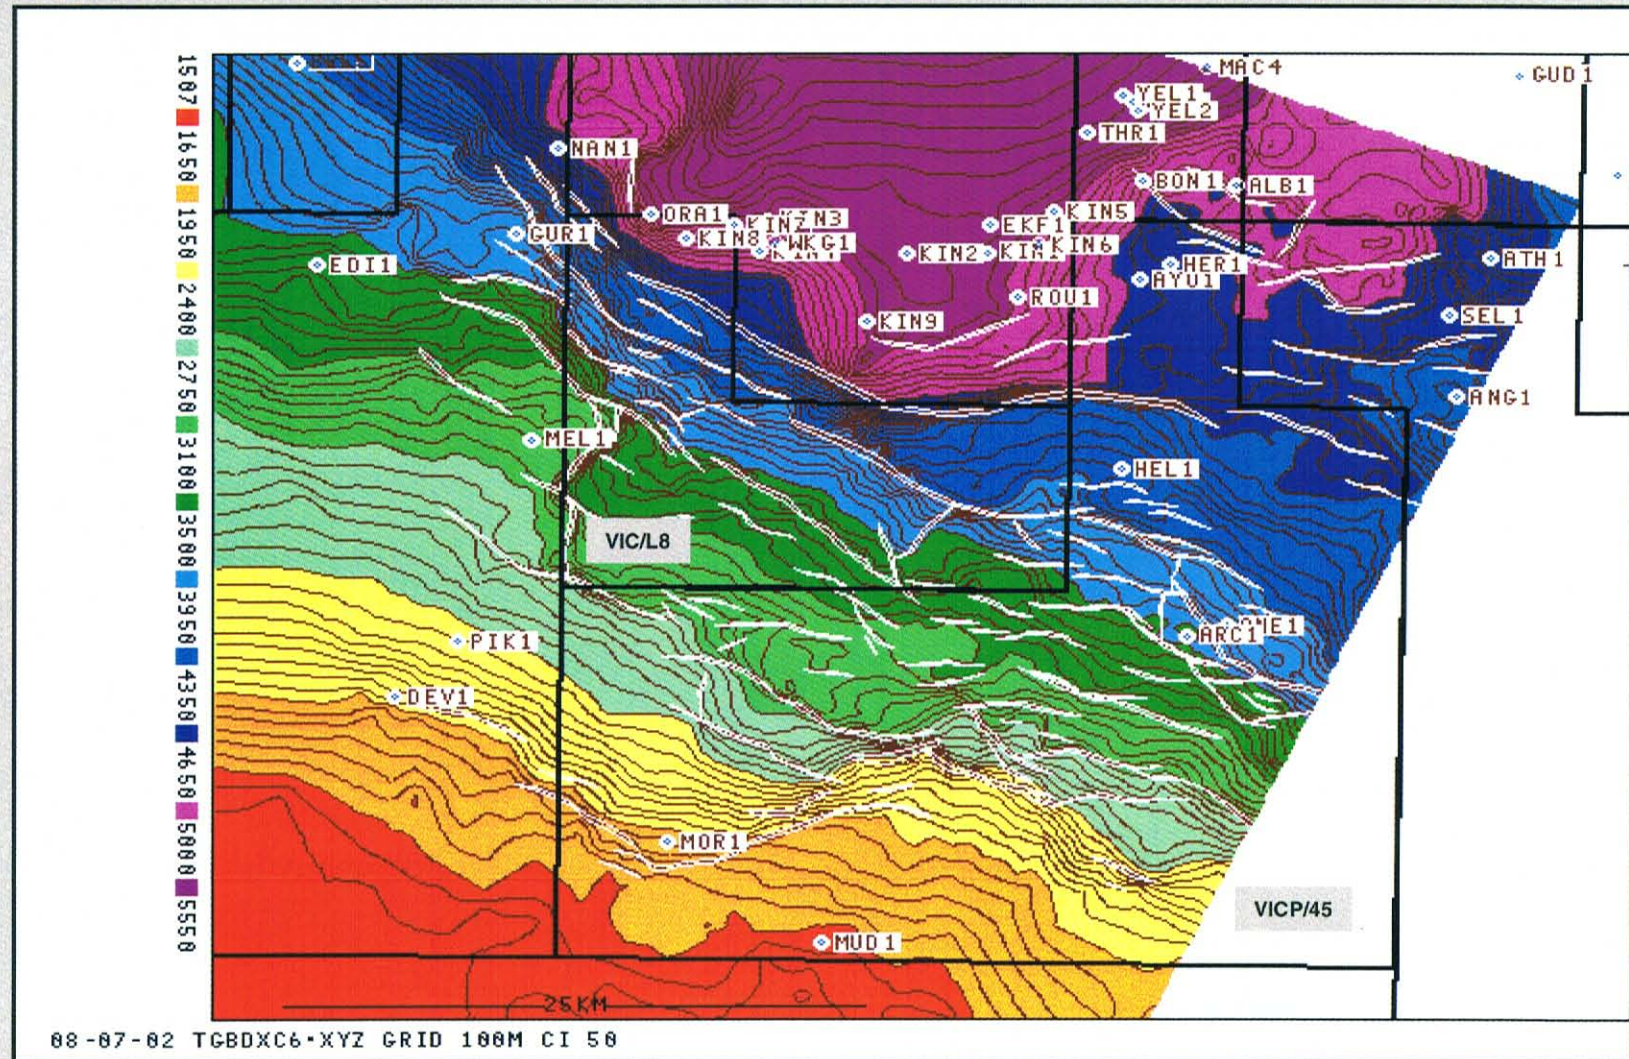 1507
1650
1950
2400
2750
3100
3500
3950
4350
4650
5000
5550
MAC4
GUD1
YEL1
YEL2
THR1
NAN1
BON1
ALB1
ORA1
KIN7
KIN8
WKG1
EKF1
KIN5
KIN6
KIN2
GUR1
EDI1
HER1
AYU1
ATH1
ROU1
KIN9
SEL1
ANG1
MEL1
HEL1
VIC/L8
ARC1
PIK1
DEV1
MOR1
MUD1
VICP/45
25KM
08-07-02 TGBDXC6·XYZ GRID 100M CI 50